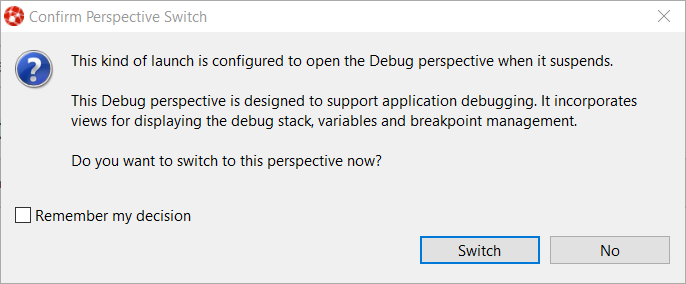 Confirm Perspective Switch
This kind of launch is configured to open the Debug perspective when it suspends.
This Debug perspective is designed to support application debugging. It incorporates
views for displaying the debug stack, variables and breakpoint management.
Do you want to switch to this perspective now?
Remember my decision
Switch
No